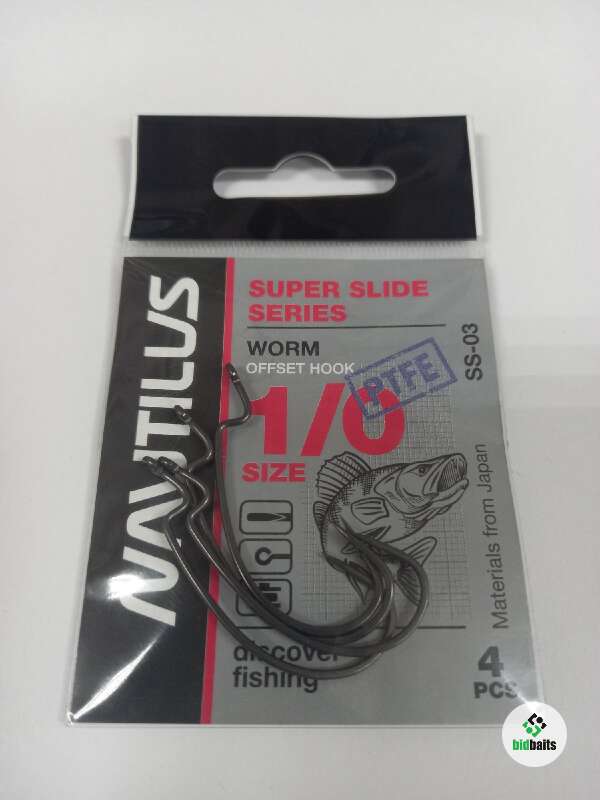 NAUTILUS
SUPER SLIDE
SERIES
WORM
OFFSET HOOK
PTFE
SS-03
1/0
SIZE
Materials from Japan
discover
fishing
4
PCS
bidbaits